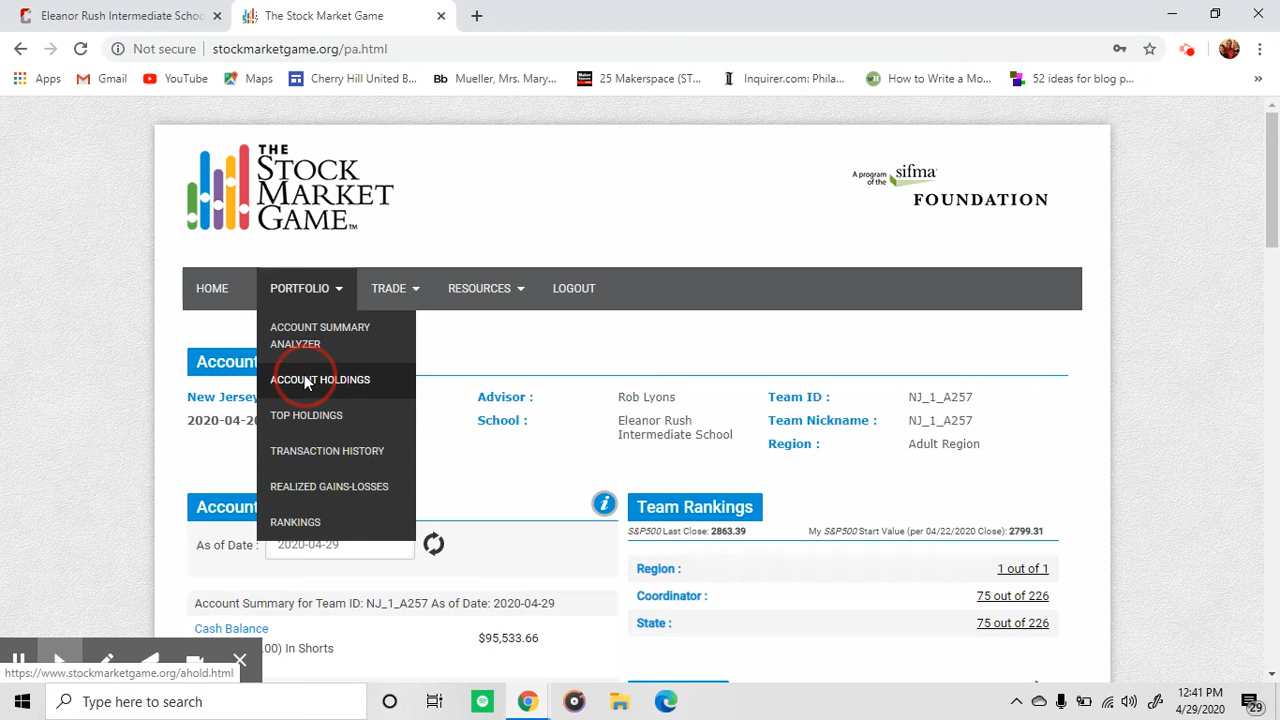 Eleanor Rush Intermediate School
The Stock Market Game
Not secure | stockmarketgame.org/pa.html
Apps
Gmail
YouTube
Maps
Cherry Hill United B...
Bb Mueller, Mrs. Mary...
25 Makerspace (ST...
Inquirer.com: Phila...
How to Write a Mo...
52 ideas for blog p...
THE
STOCK
MARKET
GAME™
A program
of the sifma
FOUNDATION
HOME
PORTFOLIO
TRADE
RESOURCES
LOGOUT
ACCOUNT SUMMARY
ANALYZER
ACCOUNT HOLDINGS
TOP HOLDINGS
TRANSACTION HISTORY
REALIZED GAINS-LOSSES
RANKINGS
Account
New Jersey
Advisor :
Rob Lyons
Team ID :
NJ_1_A257
School :
Eleanor Rush
Intermediate School
Team Nickname :
NJ_1_A257
Region :
Adult Region
Account
i
As of Date :
2020-04-29
Account Summary for Team ID: NJ_1_A257 As of Date: 2020-04-29
Cash Balance
$95,533.66
.00) In Shorts
Team Rankings
S&P500 Last Close: 2863.39
My S&P500 Start Value (per 04/22/2020 Close): 2799.31
Region :
1 out of 1
Coordinator :
75 out of 226
State :
75 out of 226
https://www.stockmarketgame.org/ahold.html
Type here to search
12:41 PM
4/29/2020
29